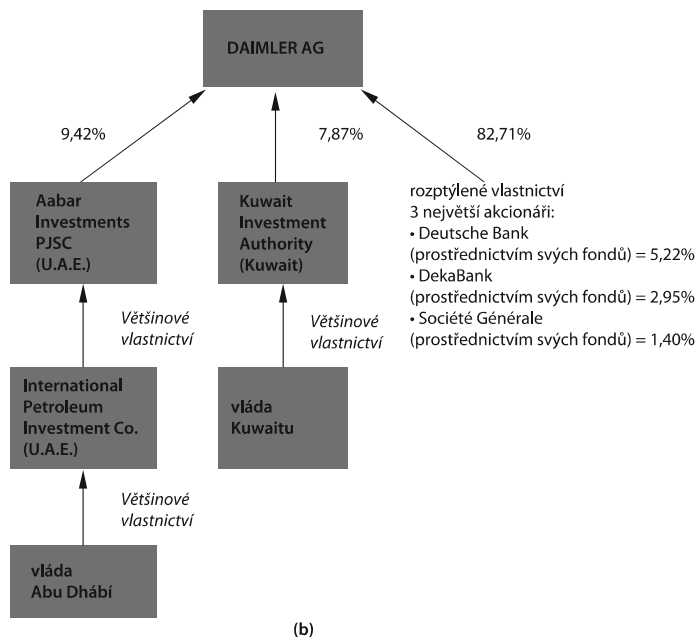 DAIMLER AG
9,42%
7,87%
82,71%
Aabar
Investments
PJSC
(U.A.E.)
Kuwait
Investment
Authority
(Kuwait)
rozptýlené vlastnictví
3 největší akcionáři:
• Deutsche Bank
(prostřednictvím svých fondů) = 5,22%
• DekaBank
(prostřednictvím svých fondů) = 2,95%
• Société Générale
(prostřednictvím svých fondů) = 1,40%
Většinové
vlastnictví
Většinové
vlastnictví
International
Petroleum
Investment Co.
(U.A.E.)
vláda
Kuwaitu
Většinové
vlastnictví
vláda
Abu Dhábí
(b)